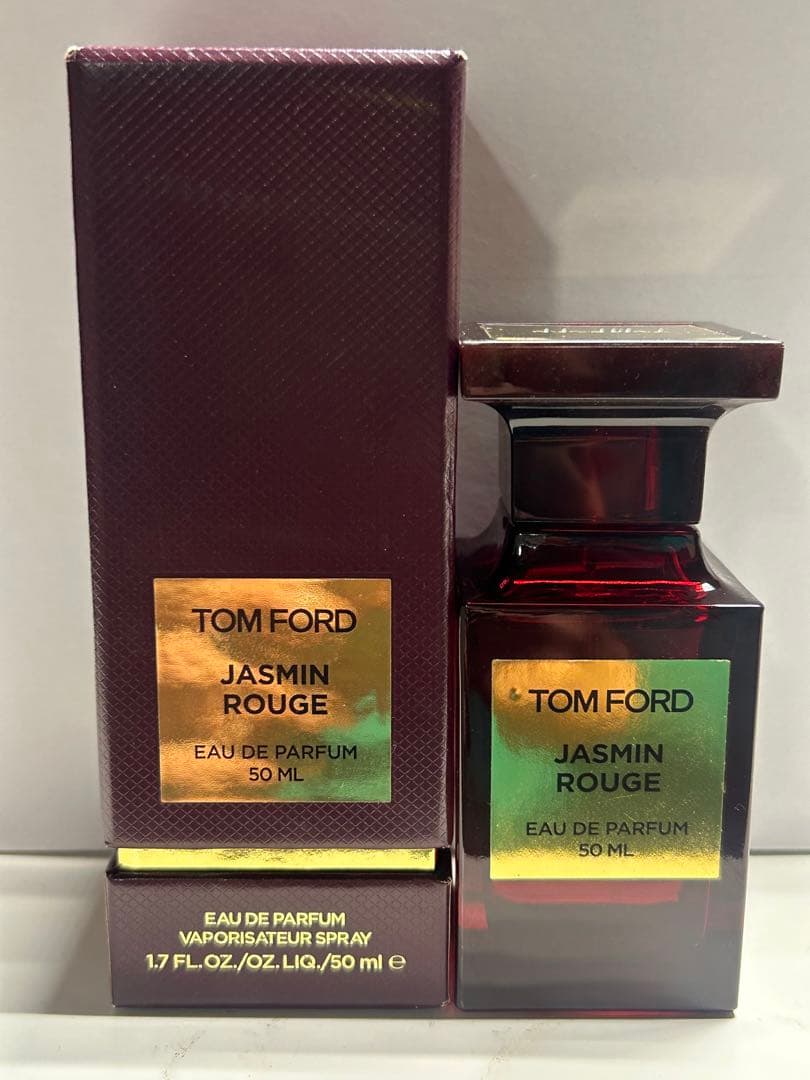 TOM FORD
JASMIN
ROUGE
EAU DE PARFUM
50 ML
EAU DE PARFUM
VAPORISATEUR SPRAY
1.7 FL.OZ./OZ.LIQ./50 ml ℮
TOM FORD
JASMIN
ROUGE
EAU DE PARFUM
50 ML